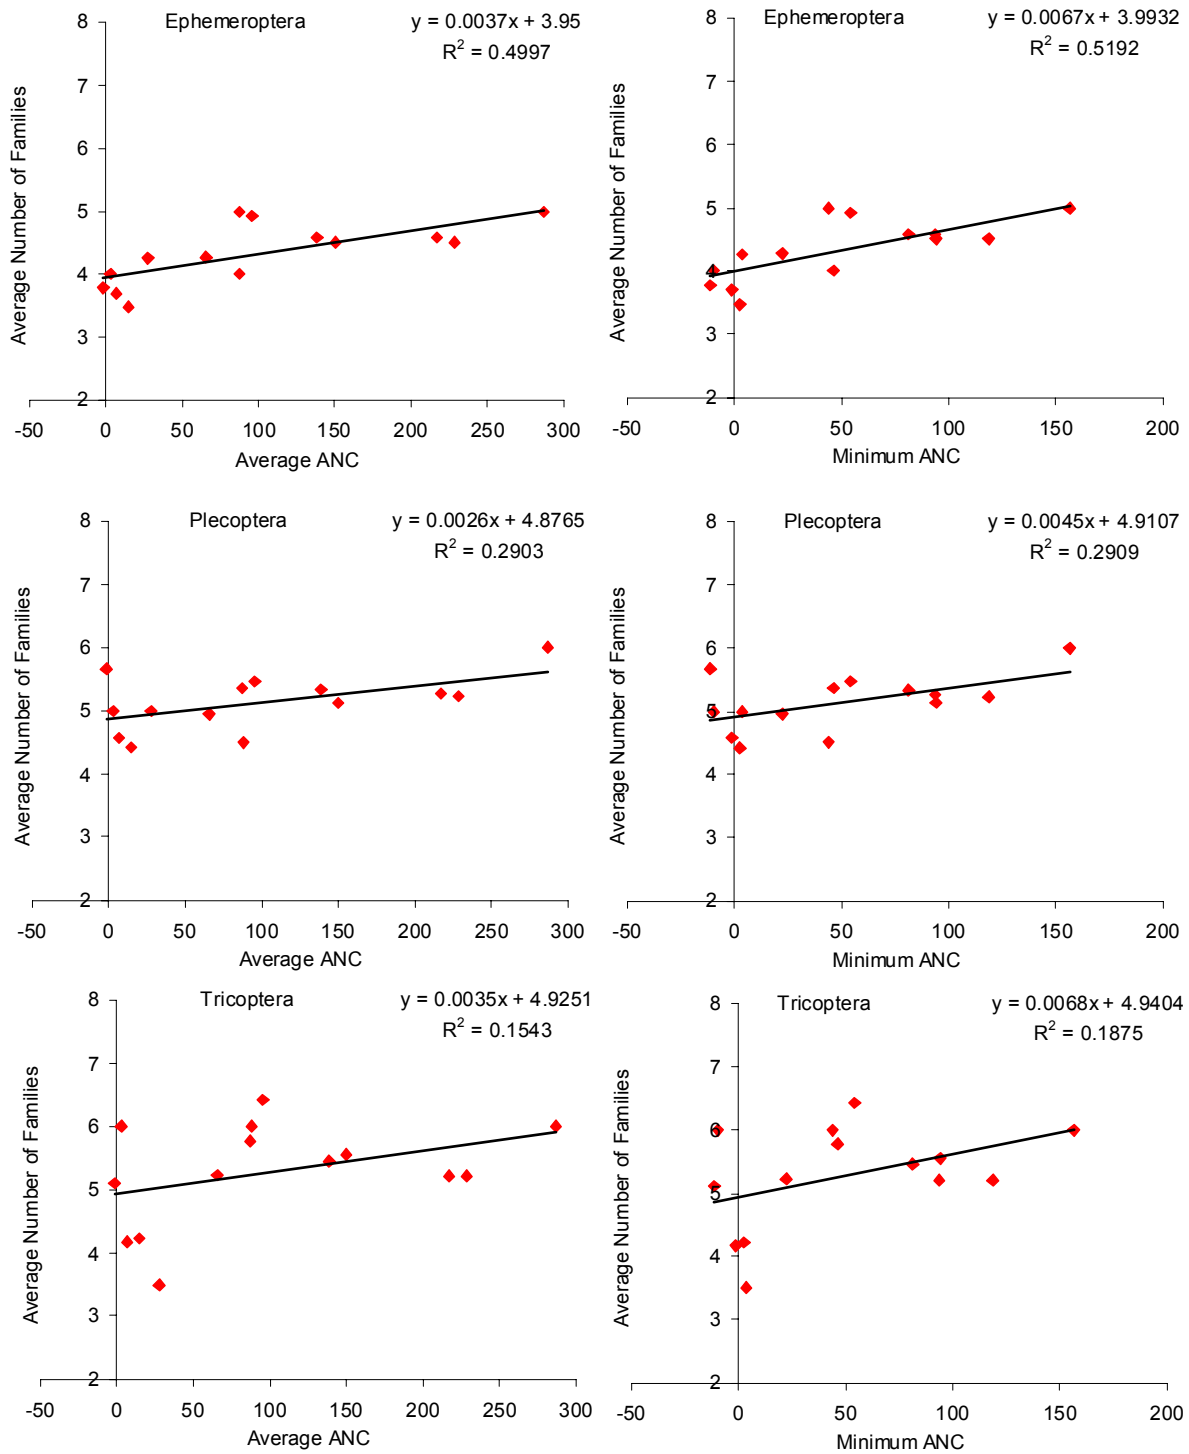 Ephemeroptera
y = 0.0037x + 3.95
R² = 0.4997
Average Number of Families
8
7
6
5
4
3
2
-50 0 50 100 150 200 250 300
Average ANC
Ephemeroptera
y = 0.0067x + 3.9932
R² = 0.5192
Average Number of Families
8
7
6
5
4
3
2
-50 0 50 100 150 200
Minimum ANC
Plecoptera
y = 0.0026x + 4.8765
R² = 0.2903
Average Number of Families
8
7
6
5
4
3
2
-50 0 50 100 150 200 250 300
Average ANC
Plecoptera
y = 0.0045x + 4.9107
R² = 0.2909
Average Number of Families
8
7
6
5
4
3
2
-50 0 50 100 150 200
Minimum ANC
Tricoptera
y = 0.0035x + 4.9251
R² = 0.1543
Average Number of Families
8
7
6
5
4
3
2
-50 0 50 100 150 200 250 300
Average ANC
Tricoptera
y = 0.0068x + 4.9404
R² = 0.1875
Average Number of Families
8
7
6
5
4
3
2
-50 0 50 100 150 200
Minimum ANC